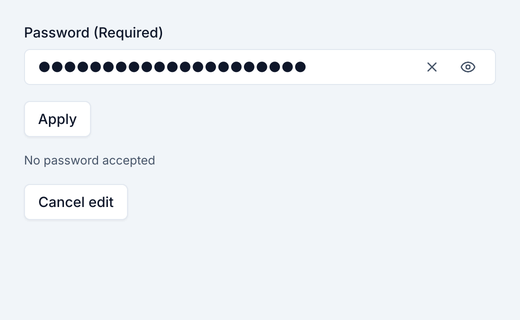 Password (Required)
●●●●●●●●●●●●●●●●●●●●●
Apply
No password accepted
Cancel edit